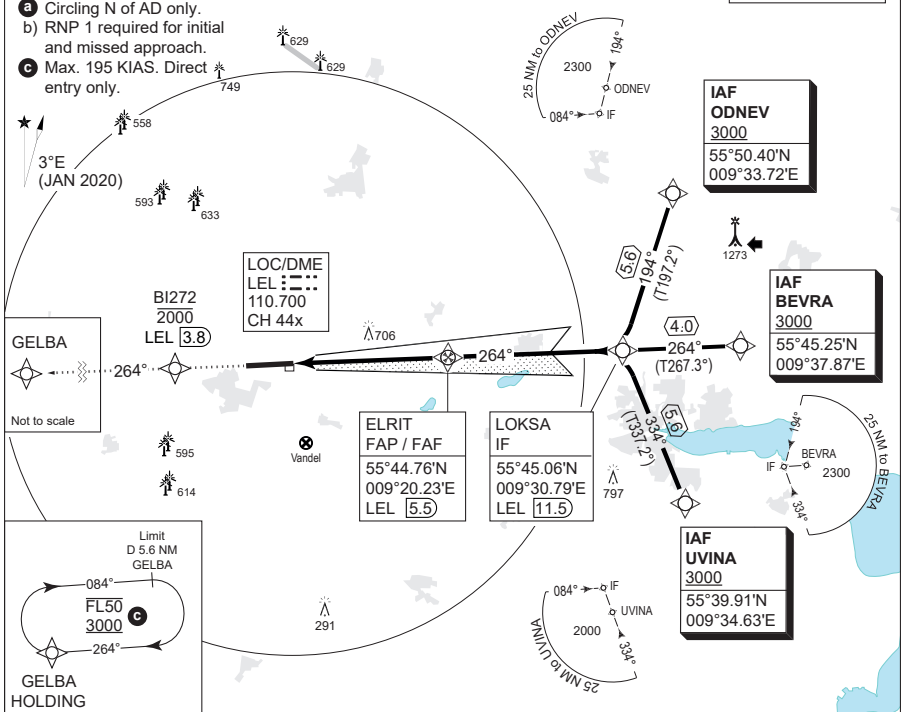 a Circling N of AD only.
b) RNP 1 required for initial
and missed approach.
c Max. 195 KIAS. Direct
entry only.
629
629
749
558
3°E
(JAN 2020)
593
633
25 NM to ODNEV
194°
2300
ODNEV
084°
IF
IAF
ODNEV
3000
55°50.40'N
009°33.72'E
1273
5.6
194°
(T197.2°)
LOC/DME
LEL
110.700
CH 44x
BI272
2000
LEL 3.8
706
GELBA
264°
Not to scale
264°
4.0
264°
(T267.3°)
IAF
BEVRA
3000
55°45.25'N
009°37.87'E
ELRIT
FAP / FAF
55°44.76'N
009°20.23'E
LEL 5.5
LOKSA
IF
55°45.06'N
009°30.79'E
LEL 11.5
5.6
334°
(T337.2°)
Vandel
595
614
797
194°
BEVRA
IF
2300
334°
25 NM to BEVRA
IAF
UVINA
3000
55°39.91'N
009°34.63'E
Limit
D 5.6 NM
GELBA
084°
FL50
3000
c
264°
GELBA
HOLDING
291
084°
IF
UVINA
2000
334°
25 NM to UVINA